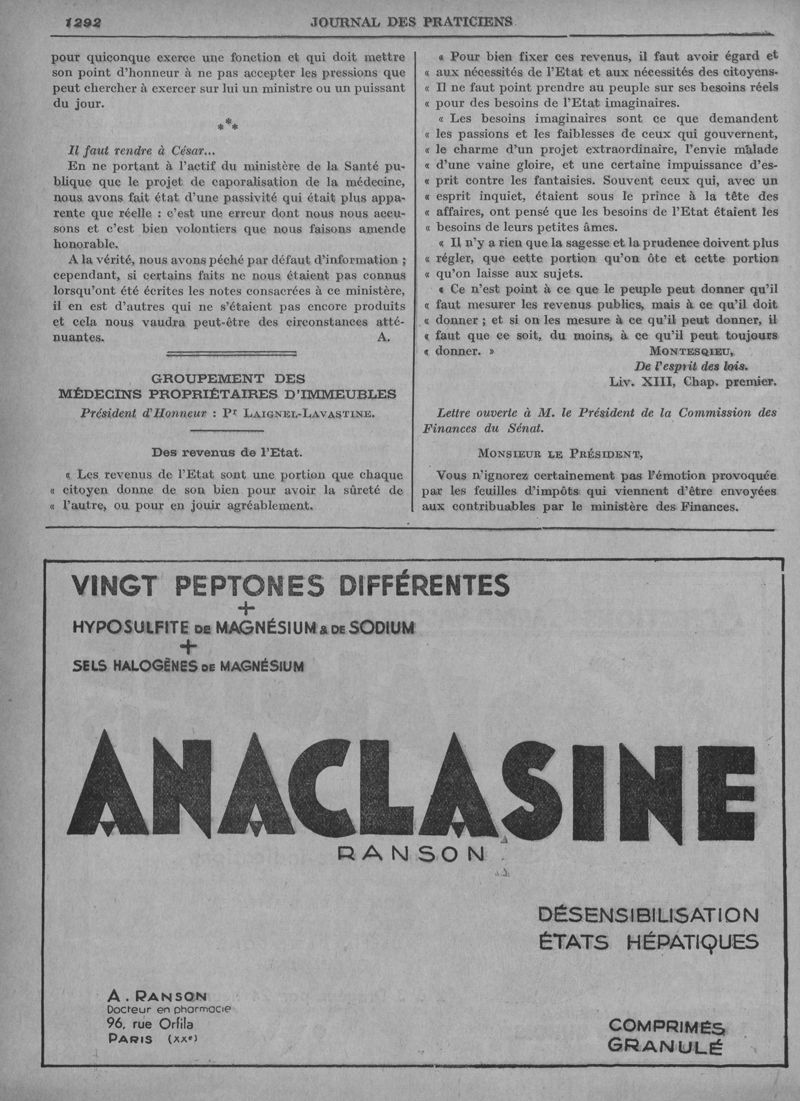 1292
JOURNAL DES PRATICIENS
pour quiconque exerce une fonction et qui doit mettre
son point d'honneur à ne pas accepter les pressions que
peut chercher à exercer sur lui un ministre ou un puissant
du jour.
***
Il faut rendre à César...
En ne portant à l'actif du ministère de la Santé pu-
blique que le projet de caporalisation de la médecine,
nous avons fait état d'une passivité qui était plus appa-
rente que réelle : c'est une erreur dont nous nous accu-
sons et c'est bien volontiers que nous faisons amende
honorable.
A la vérité, nous avons péché par défaut d'information ;
cependant, si certains faits ne nous étaient pas connus
lorsqu'ont été écrites les notes consacrées à ce ministère,
il en est d'autres qui ne s'étaient pas encore produits
et cela nous vaudra peut-être des circonstances atté-
nuantes. A.
GROUPEMENT DES
MÉDECINS PROPRIÉTAIRES D'IMMEUBLES
Président d'Honneur : Pr LAIGNEL-LAVASTINE.
Des revenus de l'Etat.
« Les revenus de l'Etat sont une portion que chaque
« citoyen donne de son bien pour avoir la sûreté de
« l'autre, ou pour en jouir agréablement.
« Pour bien fixer ces revenus, il faut avoir égard et
« aux nécessités de l'Etat et aux nécessités des citoyens.
« Il ne faut point prendre au peuple sur ses besoins réels
« pour des besoins de l'Etat imaginaires.
« Les besoins imaginaires sont ce que demandent
« les passions et les faiblesses de ceux qui gouvernent,
« le charme d'un projet extraordinaire, l'envie malade
« d'une vaine gloire, et une certaine impuissance d'es-
« prit contre les fantaisies. Souvent ceux qui, avec un
« esprit inquiet, étaient sous le prince à la tête des
« affaires, ont pensé que les besoins de l'Etat étaient les
« besoins de leurs petites âmes.
« Il n'y a rien que la sagesse et la prudence doivent plus
« régler, que cette portion qu'on ôte et cette portion
« qu'on laisse aux sujets.
« Ce n'est point à ce que le peuple peut donner qu'il
« faut mesurer les revenus publics, mais à ce qu'il doit
« donner ; et si on les mesure à ce qu'il peut donner, il
« faut que ce soit, du moins, à ce qu'il peut toujours
« donner. » MONTESQIEU,
De l'esprit des lois.
Liv. XIII, Chap. premier.
Lettre ouverte à M. le Président de la Commission des
Finances du Sénat.
MONSIEUR LE PRÉSIDENT,
Vous n'ignorez certainement pas l'émotion provoquée
par les feuilles d'impôts qui viennent d'être envoyées
aux contribuables par le ministère des Finances.
VINGT PEPTONES DIFFÉRENTES
+
HYPOSULFITE DE MAGNÉSIUM & DE SODIUM
+
SELS HALOGÈNES DE MAGNÉSIUM
ANACLASINE
RANSON
DÉSENSIBILISATION
ÉTATS HÉPATIQUES
A. RANSON
Docteur en pharmacie
96, rue Orfila
PARIS (XXe)
COMPRIMÉS
GRANULÉ